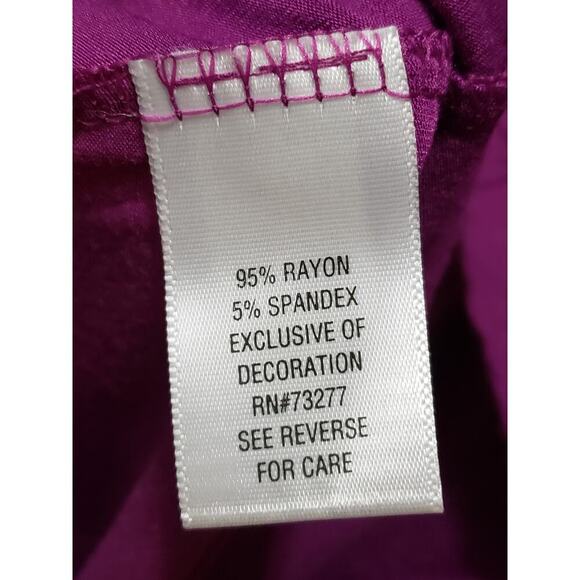 95% RAYON
5% SPANDEX
EXCLUSIVE OF
DECORATION
RN#73277
SEE REVERSE
FOR CARE